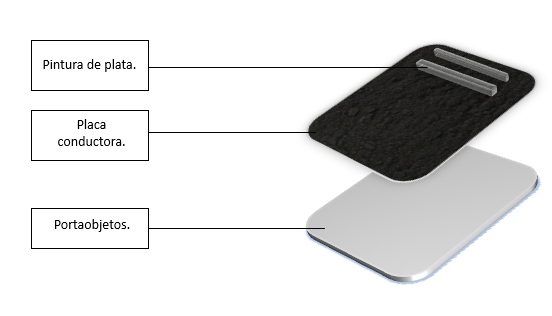 Pintura de plata.
Placa
conductora.
Portaobjetos.